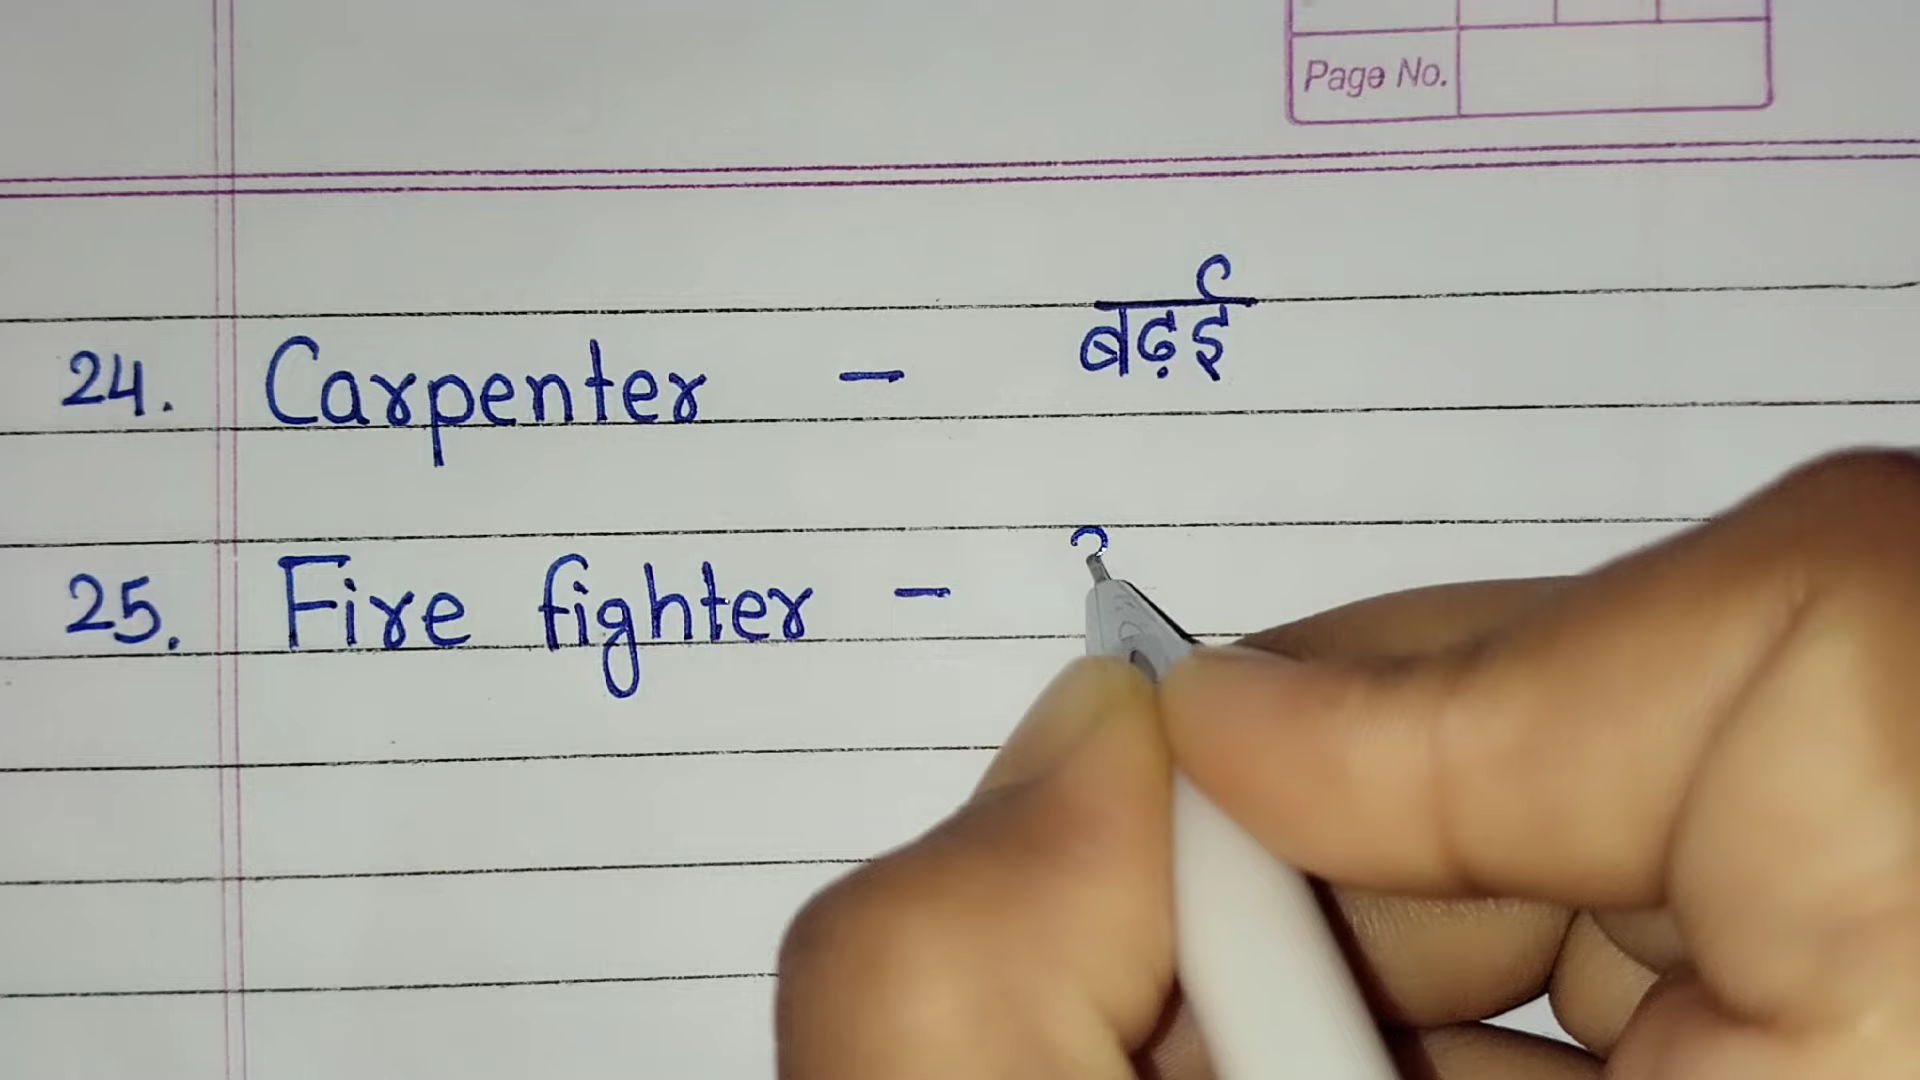 Page No.
24. Carpenter - बढ़ई
25. Fire fighter -